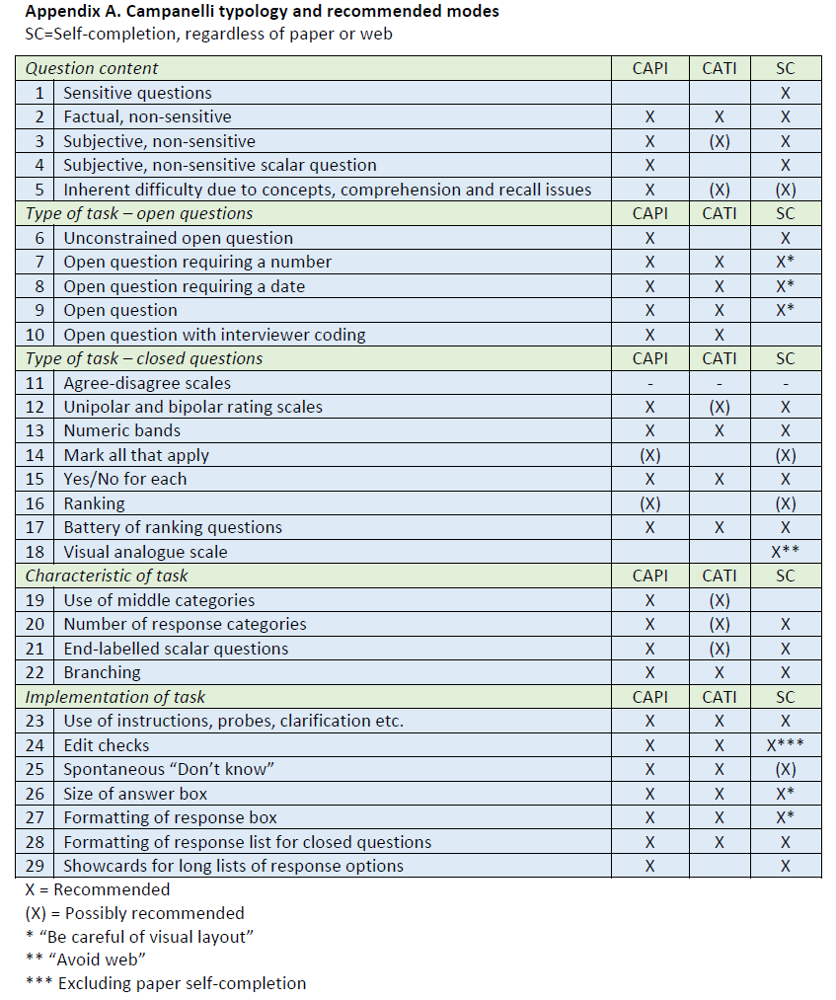 Appendix A. Campanelli typology and recommended modes
SC=Self-completion, regardless of paper or web
Question content CAPI CATI SC
1 Sensitive questions X
2 Factual, non-sensitive X X X
3 Subjective, non-sensitive X (X) X
4 Subjective, non-sensitive scalar question X X
5 Inherent difficulty due to concepts, comprehension and recall issues X (X) (X)
Type of task – open questions CAPI CATI SC
6 Unconstrained open question X X
7 Open question requiring a number X X X*
8 Open question requiring a date X X X*
9 Open question X X X*
10 Open question with interviewer coding X X
Type of task – closed questions CAPI CATI SC
11 Agree-disagree scales - - -
12 Unipolar and bipolar rating scales X (X) X
13 Numeric bands X X X
14 Mark all that apply (X) (X)
15 Yes/No for each X X X
16 Ranking (X) (X)
17 Battery of ranking questions X X X
18 Visual analogue scale X**
Characteristic of task CAPI CATI SC
19 Use of middle categories X (X)
20 Number of response categories X (X) X
21 End-labelled scalar questions X (X) X
22 Branching X X X
Implementation of task CAPI CATI SC
23 Use of instructions, probes, clarification etc. X X X
24 Edit checks X X X***
25 Spontaneous “Don’t know” X X (X)
26 Size of answer box X X X*
27 Formatting of response box X X X*
28 Formatting of response list for closed questions X X X
29 Showcards for long lists of response options X X
X = Recommended
(X) = Possibly recommended
* “Be careful of visual layout”
** “Avoid web”
*** Excluding paper self-completion